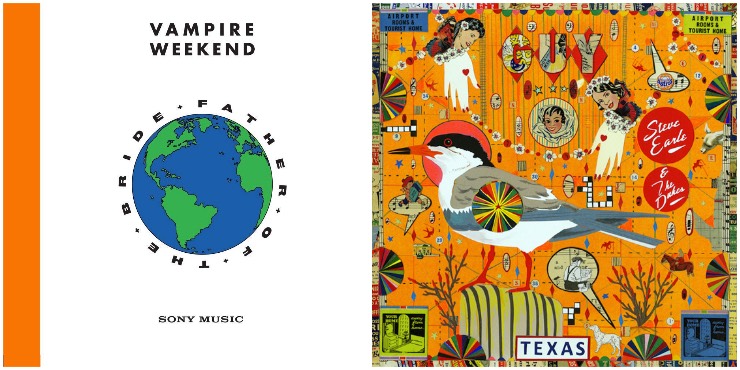 VAMPIRE
WEEKEND
FATHER · OF · THE · BRIDE
SONY MUSIC
AIRPORT
ROOMS &
TOURIST HOME
GUY
AIRPORT
ROOMS &
TOURIST HOME
Steve
Earle
& The
Dukes
TEXAS